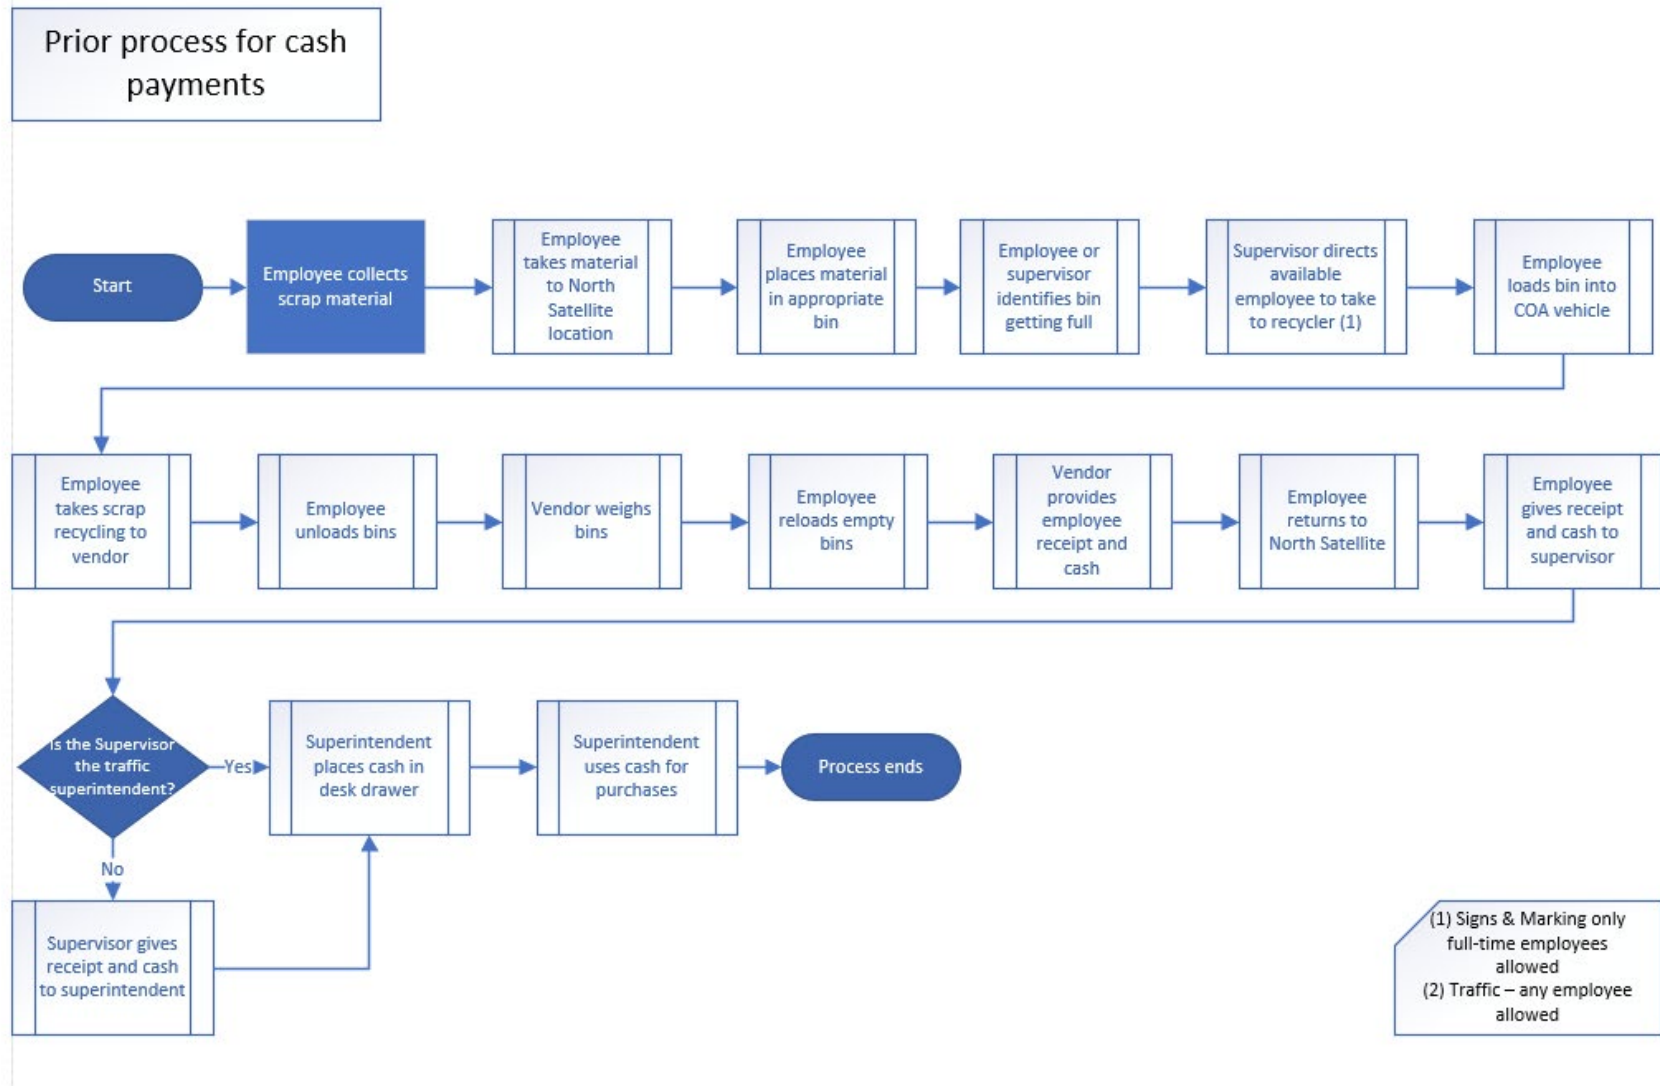 Prior process for cash
payments
Start
Employee collects
scrap material
Employee
takes material
to North
Satellite
location
Employee
places material
in appropriate
bin
Employee or
supervisor
identifies bin
getting full
Supervisor directs
available
employee to take
to recycler (1)
Employee
loads bin into
COA vehicle
Employee
takes scrap
recycling to
vendor
Employee
unloads bins
Vendor weighs
bins
Employee
reloads empty
bins
Vendor
provides
employee
receipt and
cash
Employee
returns to
North Satellite
Employee
gives receipt
and cash to
supervisor
Is the Supervisor
the traffic
superintendent?
Yes
Superintendent
places cash in
desk drawer
Superintendent
uses cash for
purchases
Process ends
No
Supervisor gives
receipt and cash
to superintendent
(1) Signs & Marking only
full-time employees
allowed
(2) Traffic – any employee
allowed